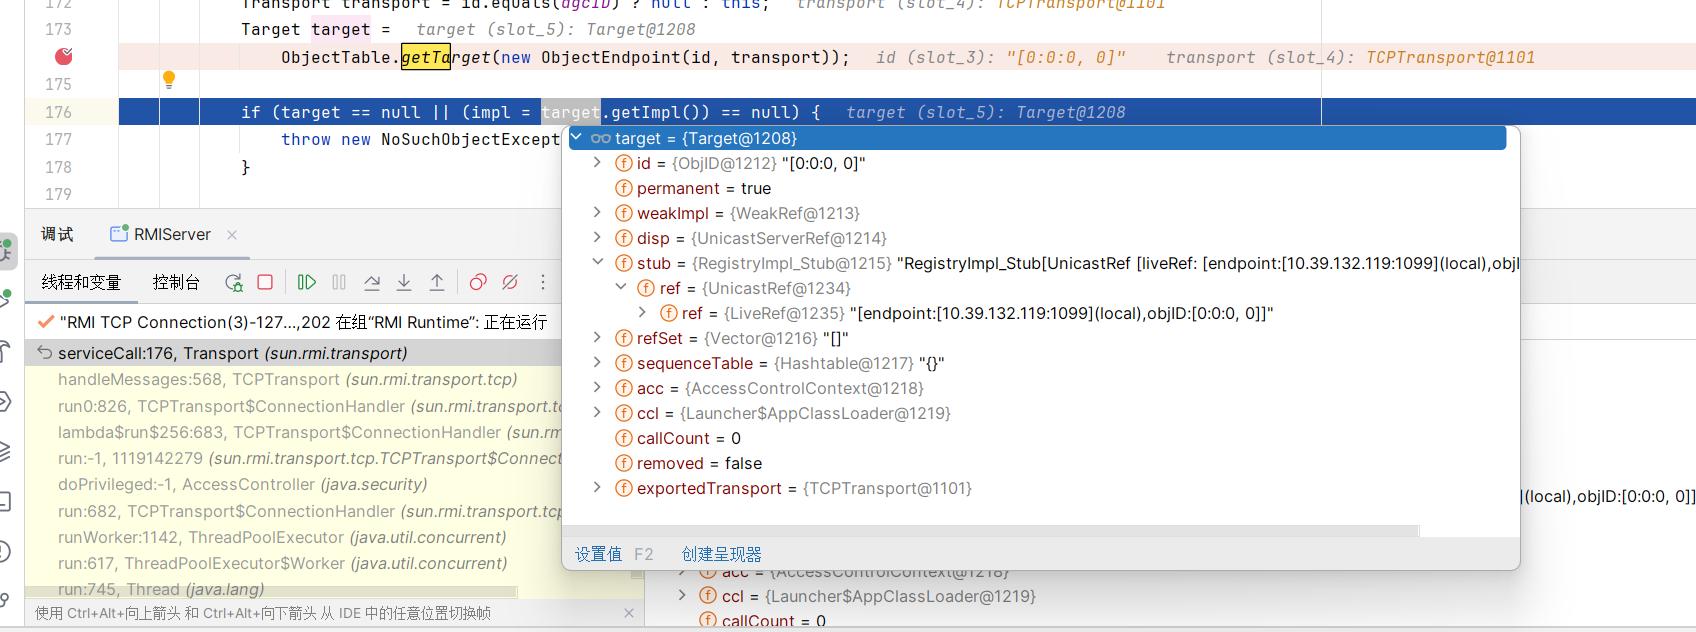 172 Transport transport = id.equals(dgcID) ? null : this; transport (slot_4): TCPTransport@1101
173 Target target = target (slot_5): Target@1208
ObjectTable.getTarget(new ObjectEndpoint(id, transport)); id (slot_3): "[0:0:0, 0]" transport (slot_4): TCPTransport@1101
175
176 if (target == null || (impl = target.getImpl()) == null) { target (slot_5): Target@1208
177 throw new NoSuchObjectExcept
178 }
179
target = {Target@1208}
id = {ObjID@1212} "[0:0:0, 0]"
permanent = true
weakImpl = {WeakRef@1213}
disp = {UnicastServerRef@1214}
stub = {RegistryImpl_Stub@1215} "RegistryImpl_Stub[UnicastRef [liveRef: [endpoint:[10.39.132.119:1099](local),objI
ref = {UnicastRef@1234}
ref = {LiveRef@1235} "[endpoint:[10.39.132.119:1099](local),objID:[0:0:0, 0]]"
refSet = {Vector@1216} "[]"
sequenceTable = {Hashtable@1217} "{}"
acc = {AccessControlContext@1218}
ccl = {Launcher$AppClassLoader@1219}
callCount = 0
removed = false
exportedTransport = {TCPTransport@1101}
设置值 F2 创建呈现器
调试 RMIServer
线程和变量 控制台
"RMI TCP Connection(3)-127...,202 在组“RMI Runtime”: 正在运行
serviceCall:176, Transport (sun.rmi.transport)
handleMessages:568, TCPTransport (sun.rmi.transport.tcp)
run0:826, TCPTransport$ConnectionHandler (sun.rmi.transport.tc
lambda$run$256:683, TCPTransport$ConnectionHandler (sun.rm
run:-1, 1119142279 (sun.rmi.transport.tcp.TCPTransport$Connect
doPrivileged:-1, AccessController (java.security)
run:682, TCPTransport$ConnectionHandler (sun.rmi.transport.tcp
runWorker:1142, ThreadPoolExecutor (java.util.concurrent)
run:617, ThreadPoolExecutor$Worker (java.util.concurrent)
run:745, Thread (java.lang)
使用 Ctrl+Alt+向上箭头 和 Ctrl+Alt+向下箭头 从 IDE 中的任意位置切换帧
](local),objID:[0:0:0, 0]]
acc = {AccessControlContext@1218}
ccl = {Launcher$AppClassLoader@1219}
callCount = 0